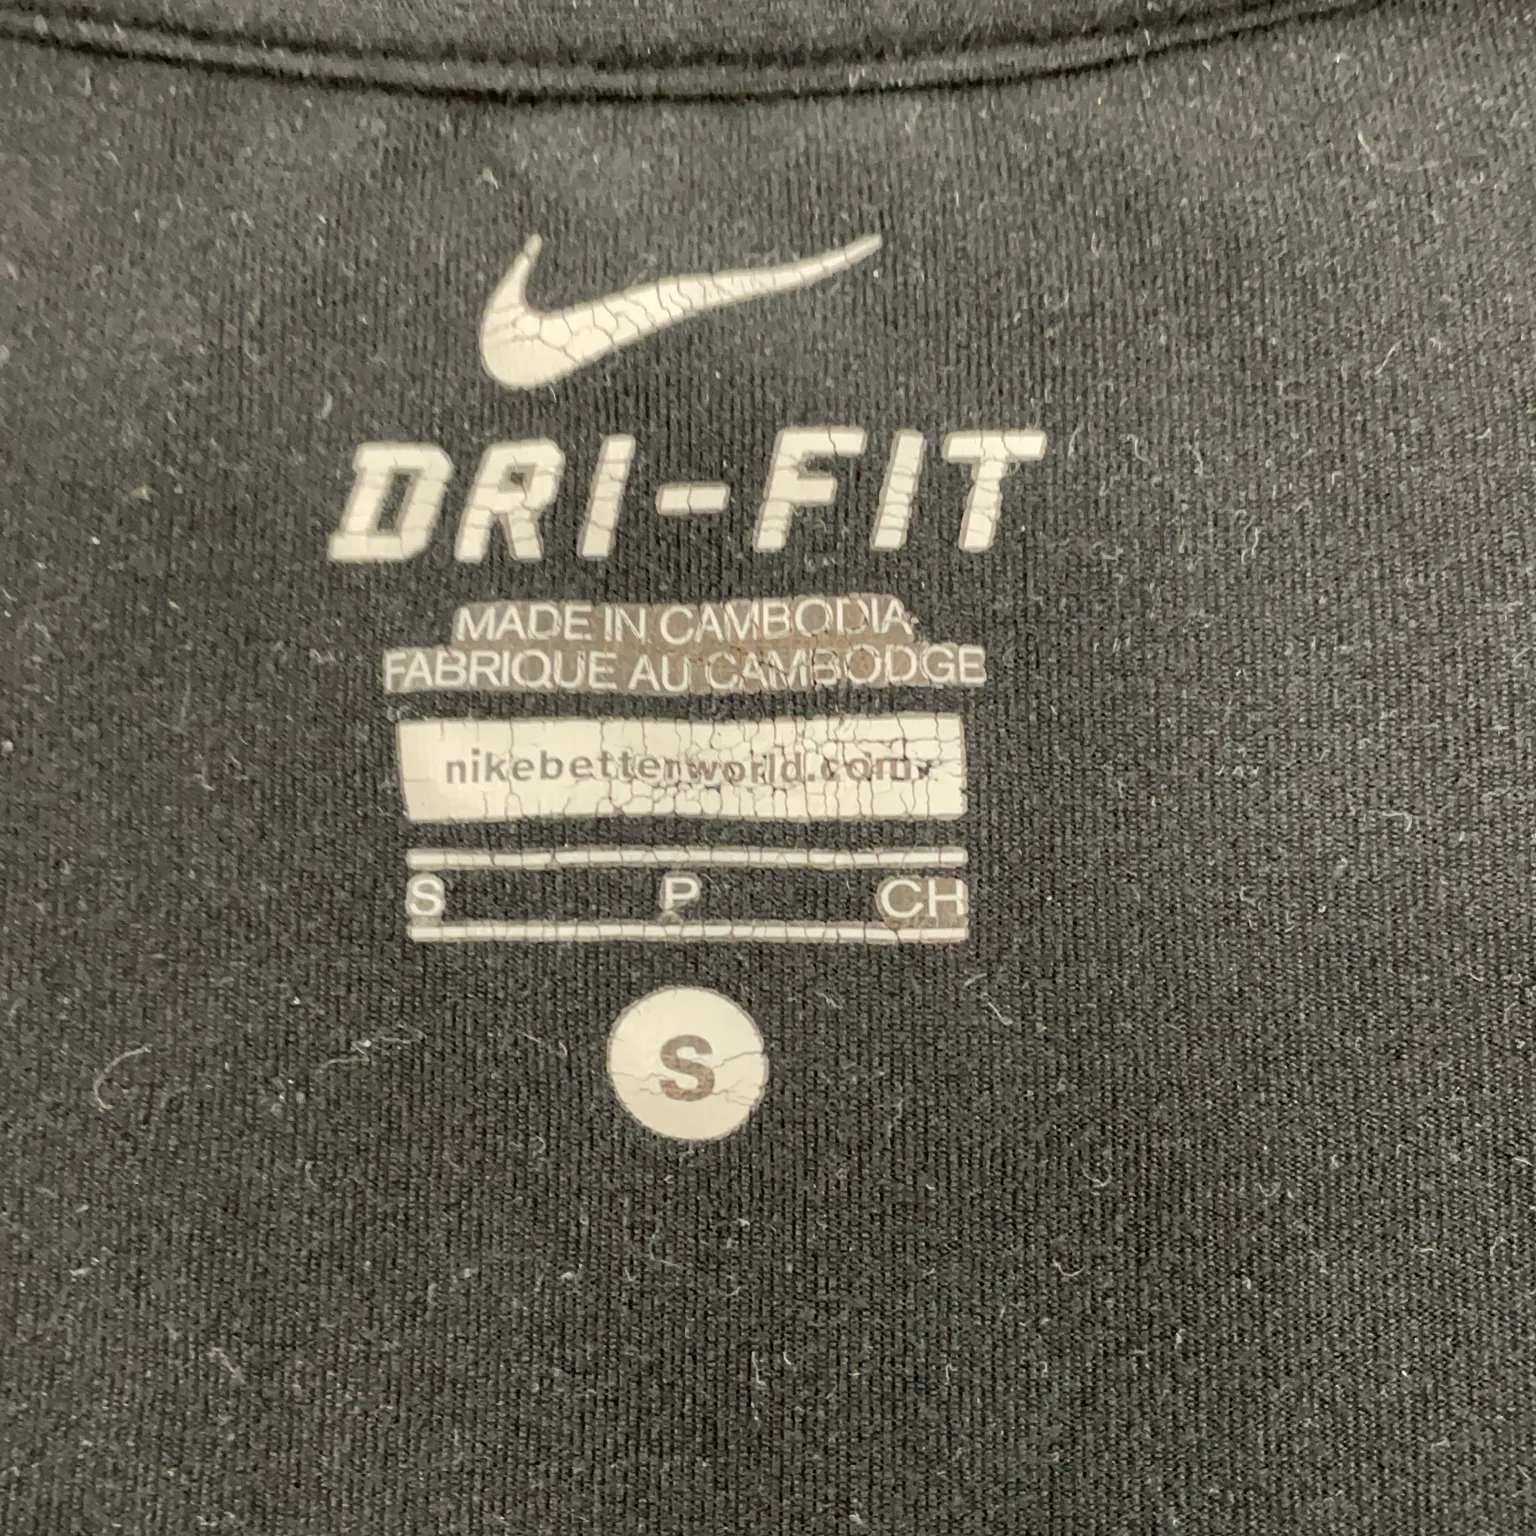 DRI-FIT
MADE IN CAMBODIA
FABRIQUE AU CAMBODGE
nikebetterworld.com
S P CH
S